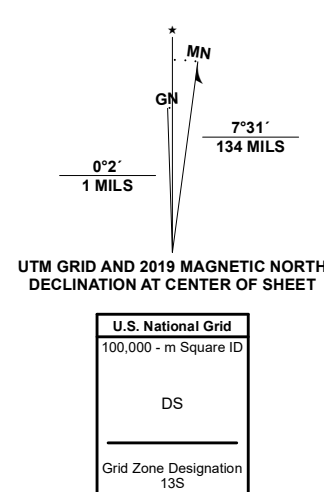 ★
MN
GN
7°31´
134 MILS
0°2´
1 MILS
UTM GRID AND 2019 MAGNETIC NORTH
DECLINATION AT CENTER OF SHEET
U.S. National Grid
100,000 - m Square ID
DS
Grid Zone Designation
13S